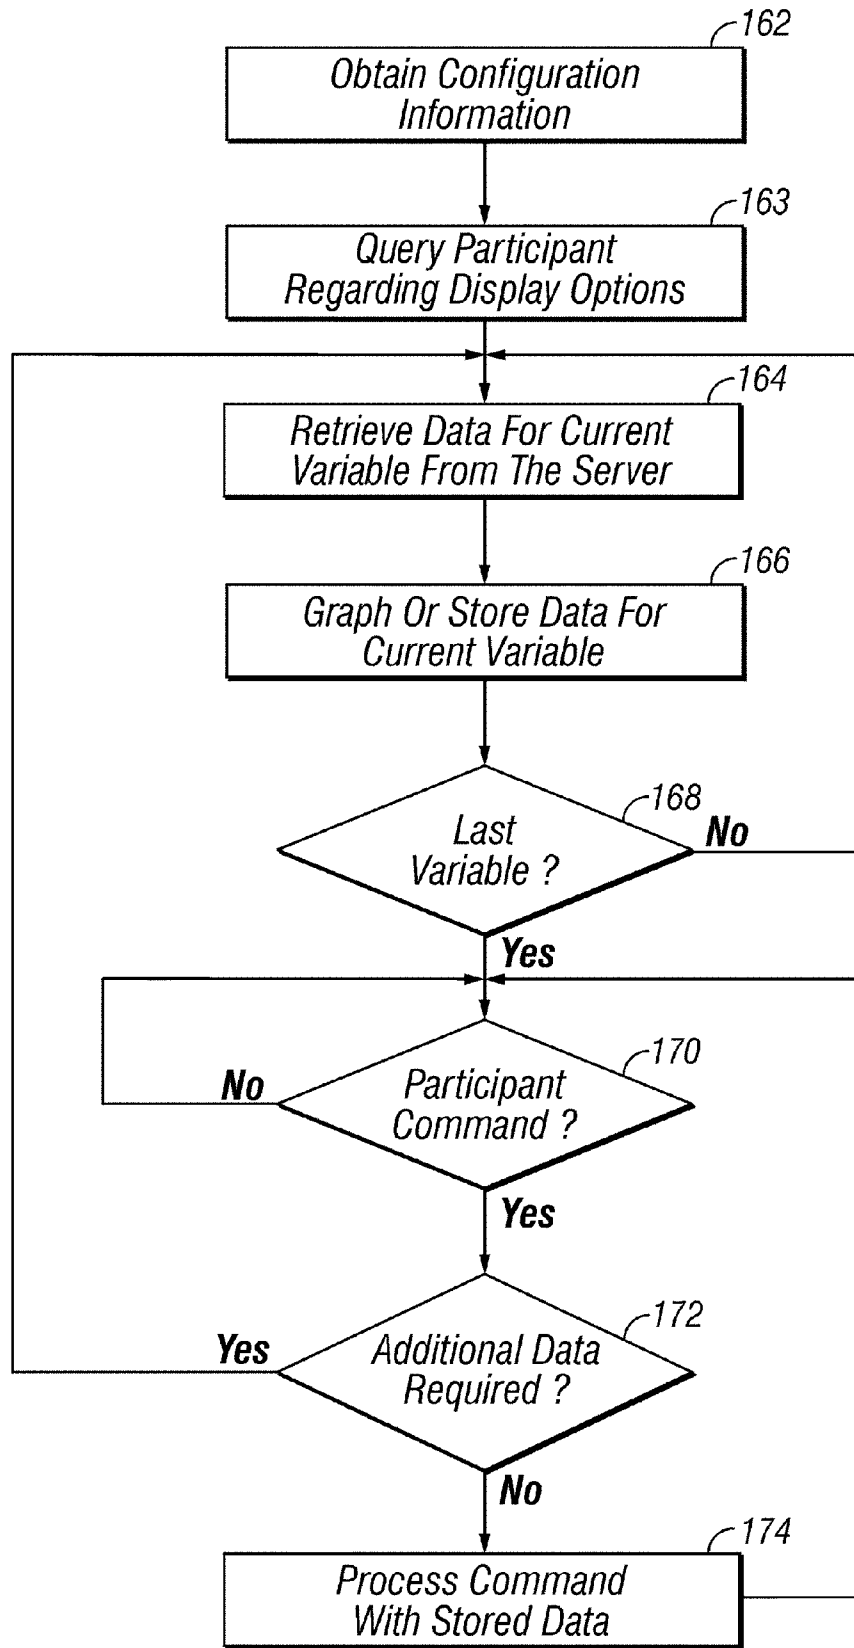 162
Obtain Configuration
Information
163
Query Participant
Regarding Display Options
164
Retrieve Data For Current
Variable From The Server
166
Graph Or Store Data For
Current Variable
168
Last
Variable ?
No
Yes
170
Participant
Command ?
No
Yes
172
Additional Data
Required ?
Yes
No
174
Process Command
With Stored Data